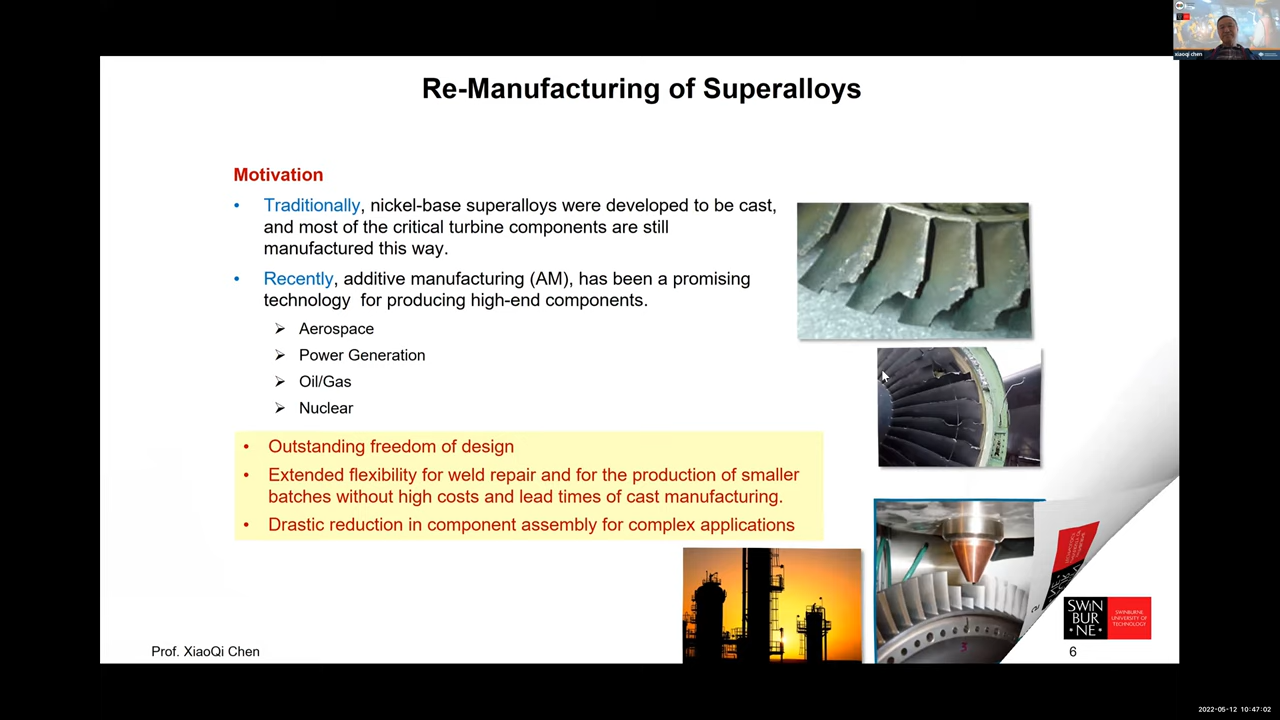 Re-Manufacturing of Superalloys
xiaoqi chen
Motivation
• Traditionally, nickel-base superalloys were developed to be cast,
and most of the critical turbine components are still
manufactured this way.
• Recently, additive manufacturing (AM), has been a promising
technology for producing high-end components.
➢ Aerospace
➢ Power Generation
➢ Oil/Gas
➢ Nuclear
• Outstanding freedom of design
• Extended flexibility for weld repair and for the production of smaller
batches without high costs and lead times of cast manufacturing.
• Drastic reduction in component assembly for complex applications
SWIN
BUR
NE
SWINBURNE
UNIVERSITY OF
TECHNOLOGY
Prof. XiaoQi Chen
6
2022-05-12 10:47:02